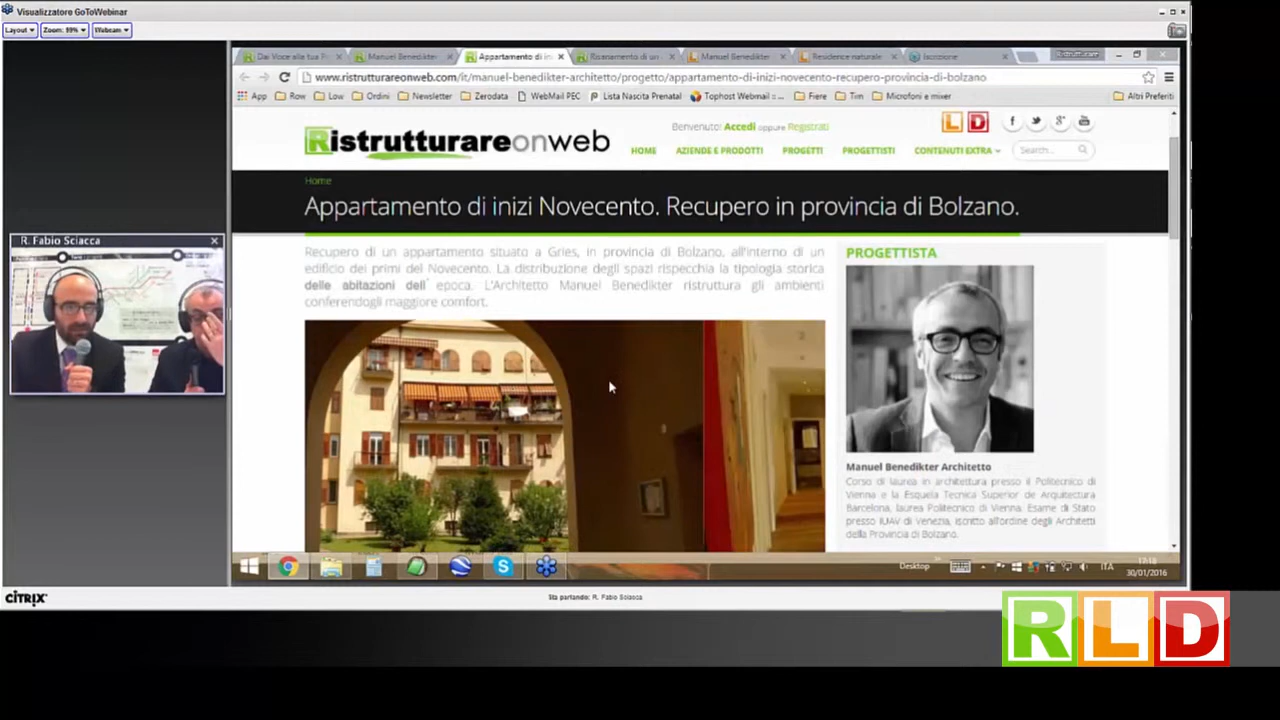 Visualizzatore GoToWebinar
Layout Zoom: 99% Webcam
Manuel Benedikter
Appartamento di in
Risanamento di un
Manuel Benedikter
Residence naturale
Iscrizione
www.ristrutturareonweb.com/it/manuel-benedikter-architetto/progetto/appartamento-di-inizi-novecento-recupero-provincia-di-bolzano
App Row Low Ordini Newsletter Zerodata WebMail PEC Lista Nascita Prenatal Tophost Webmail :: ... Fiere Tim Microfoni e mixer Altri Preferiti
Ristrutturareonweb
Benvenuto: Accedi oppure Registrati
L D
HOME AZIENDE E PRODOTTI PROGETTI PROGETTISTI CONTENUTI EXTRA Search...
Home
Appartamento di inizi Novecento. Recupero in provincia di Bolzano.
R. Fabio Sciacca
Recupero di un appartamento situato a Gries, in provincia di Bolzano, all'interno di un
edificio dei primi del Novecento. La distribuzione degli spazi rispecchia la tipologia storica
delle abitazioni dell' epoca. L'Architetto Manuel Benedikter ristruttura gli ambienti
conferendogli maggiore comfort.
PROGETTISTA
Manuel Benedikter Architetto
Corso di laurea in architettura presso il Politecnico di
Vienna e la Esquela Tecnica Superior de Arquitectura
Barcelona, laurea Politecnico di Vienna. Esame di Stato
presso IUAV di Venezia, iscritto all'ordine degli Architetti
della Provincia di Bolzano.
Desktop ITA 17:18
30/01/2016
CITRIX
Sta parlando: R. Fabio Sciacca
RLD